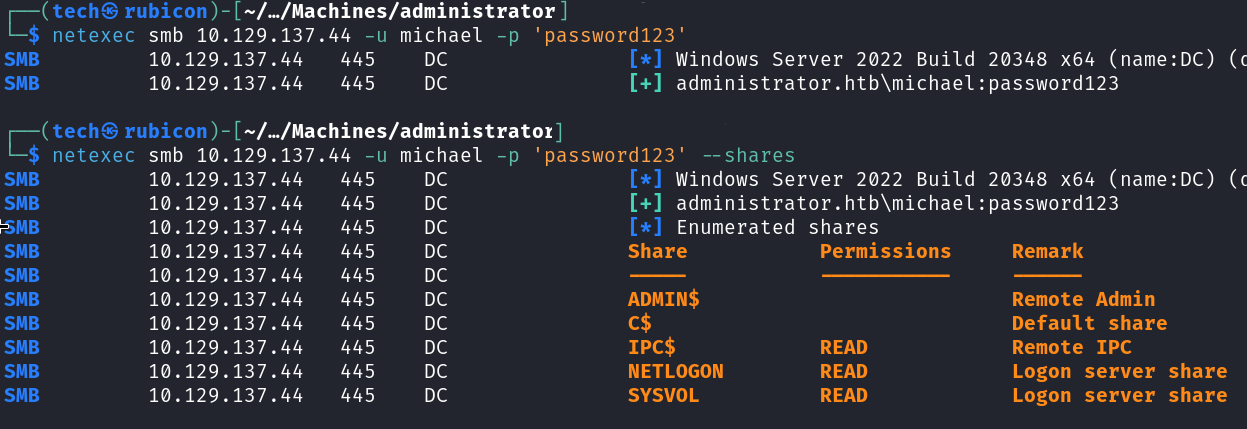 ┌──(tech㉿rubicon)-[~/…/Machines/administrator]
└─$ netexec smb 10.129.137.44 -u michael -p 'password123'
SMB 10.129.137.44 445 DC [*] Windows Server 2022 Build 20348 x64 (name:DC) (d
SMB 10.129.137.44 445 DC [+] administrator.htb\michael:password123
┌──(tech㉿rubicon)-[~/…/Machines/administrator]
└─$ netexec smb 10.129.137.44 -u michael -p 'password123' --shares
SMB 10.129.137.44 445 DC [*] Windows Server 2022 Build 20348 x64 (name:DC) (d
SMB 10.129.137.44 445 DC [+] administrator.htb\michael:password123
SMB 10.129.137.44 445 DC [*] Enumerated shares
SMB 10.129.137.44 445 DC Share Permissions Remark
SMB 10.129.137.44 445 DC ----- ----------- ------
SMB 10.129.137.44 445 DC ADMIN$ Remote Admin
SMB 10.129.137.44 445 DC C$ Default share
SMB 10.129.137.44 445 DC IPC$ READ Remote IPC
SMB 10.129.137.44 445 DC NETLOGON READ Logon server share
SMB 10.129.137.44 445 DC SYSVOL READ Logon server share